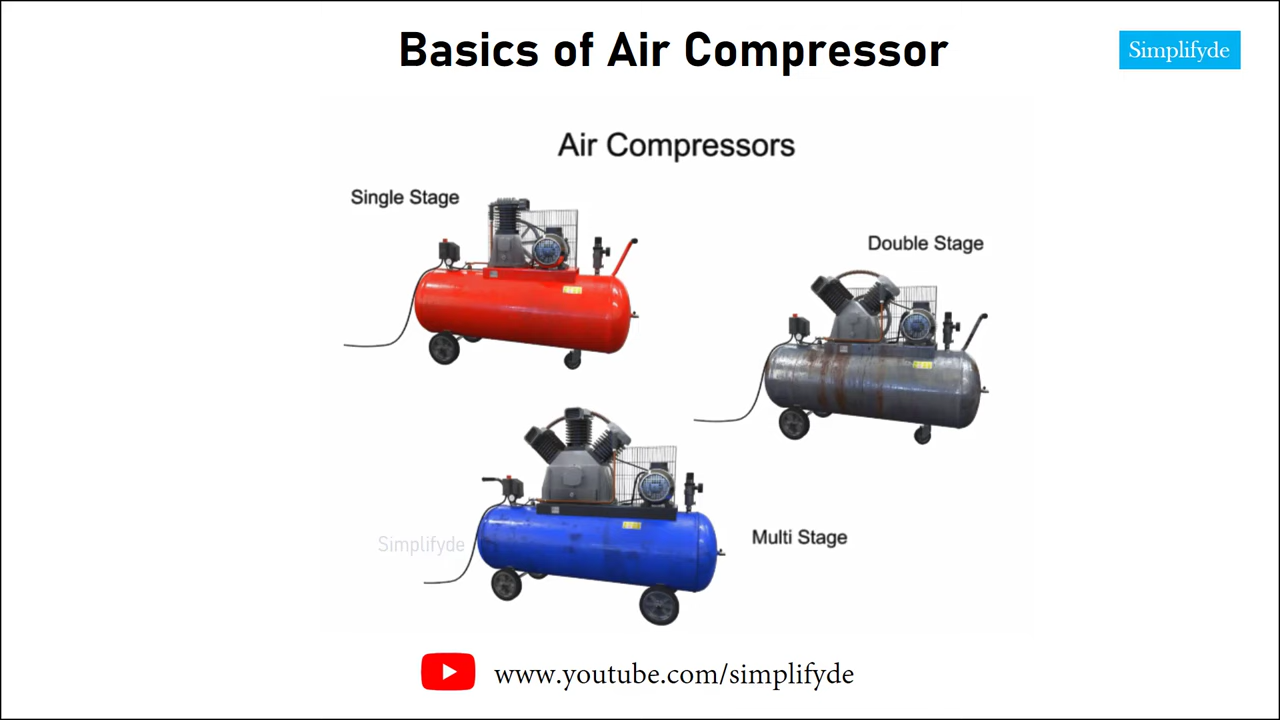 Basics of Air Compressor
Simplifyde
Air Compressors
Single Stage
Double Stage
Simplifyde
Multi Stage
www.youtube.com/simplifyde